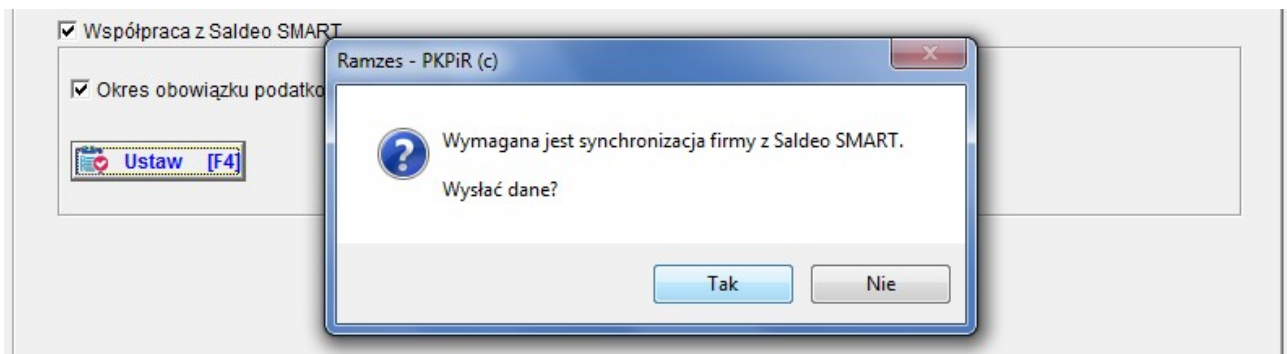 Współpraca z Saldeo SMART
Ramzes - PKPiR (c)
Okres obowiązku podatko
Wymagana jest synchronizacja firmy z Saldeo SMART.
Ustaw [F4]
Wysłać dane?
Tak Nie